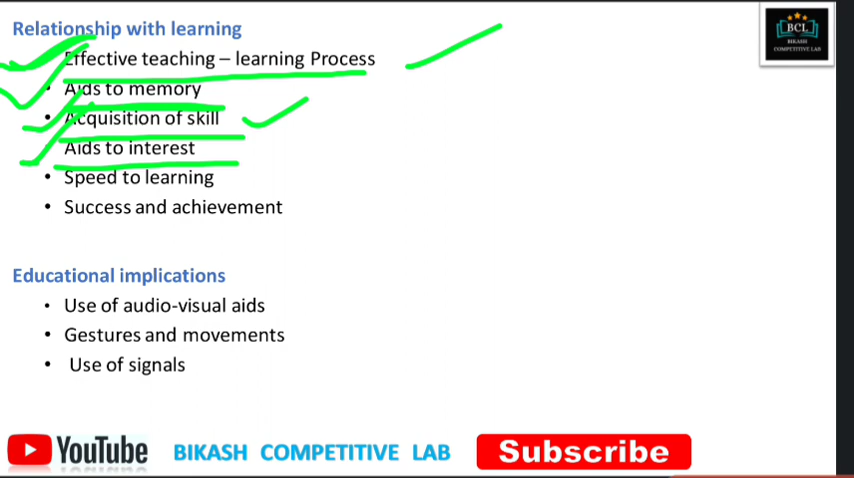 Relationship with learning
Effective teaching – learning Process
• Aids to memory
• Acquisition of skill
Aids to interest
• Speed to learning
• Success and achievement
Educational implications
• Use of audio-visual aids
• Gestures and movements
• Use of signals
BCL
BIKASH
COMPETITIVE LAB
YouTube BIKASH COMPETITIVE LAB Subscribe